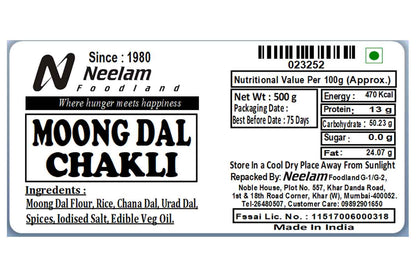 Since : 1980
Neelam
Foodland
Where hunger meets happiness
MOONG DAL
CHAKLI
Ingredients :
Moong Dal Flour, Rice, Chana Dal, Urad Dal,
Spices, Iodised Salt, Edible Veg Oil.
023252
Nutritional Value Per 100g (Approx.)
Net Wt : 500 g
Packaging Date :
Best Before Date : 75 Days
Energy : 470 Kcal
Protein : 13 g
Carbohydrate : 50.23 g
Sugar : 0.0 g
Fat : 24.07 g
Store In a Cool Dry Place Away From Sunlight
Repacked By: Neelam Foodland G-1/G-2,
Noble House, Plot No. 557, Khar Danda Road,
1st & 18th Road Corner, Khar (W), Mumbai-400052.
Tel-26480507, Customer Care: 09892901650
Fssai Lic. No. : 11517006000318
Made In India